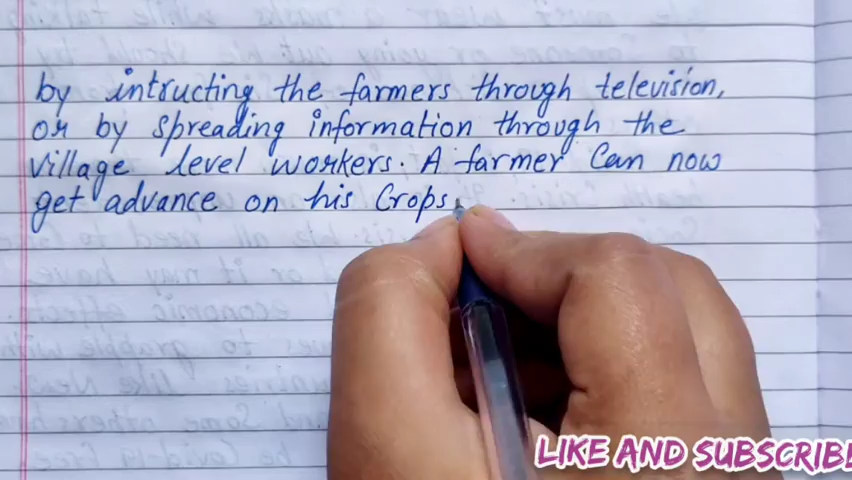 by intructing the farmers through television,
or by spreading information through the
village level workers. A farmer Can now
get advance on his Crops.
LIKE AND SUBSCRIBE